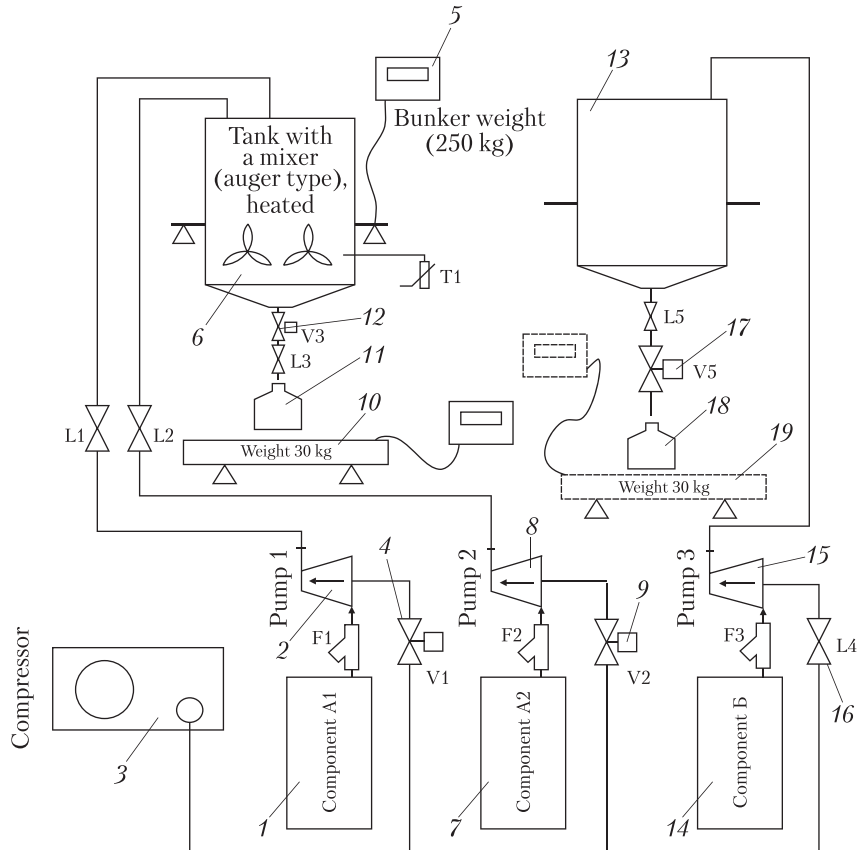 5
13
Tank with
a mixer
(auger type),
heated
Bunker weight
(250 kg)
T1
6
12
V3
L3
11
L5
17
V5
18
10
19
L1
L2
Weight 30 kg
Weight 30 kg
Pump 1
4
Pump 2
8
Pump 3
15
2
F1
V1
F2
9
V2
F3
L4
16
Compressor
3
Component A1
1
Component A2
7
Component Б
14